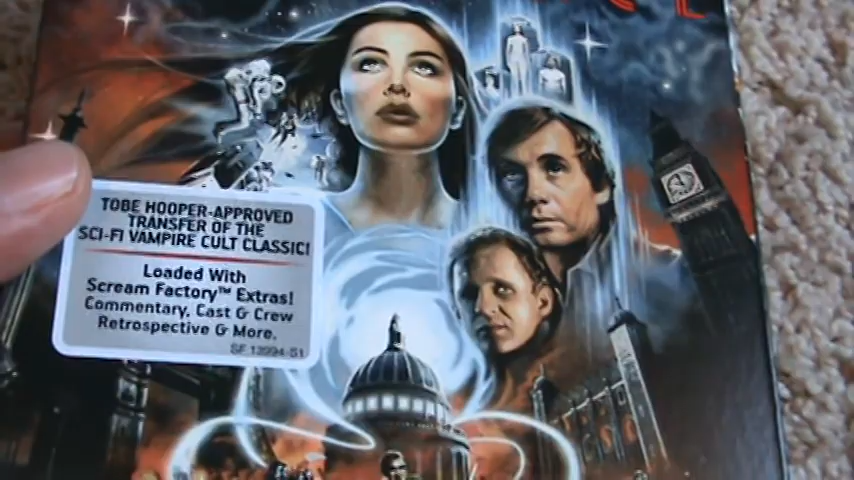 TOBE HOOPER-APPROVED
TRANSFER OF THE
SCI-FI VAMPIRE CULT CLASSIC!
Loaded With
Scream Factory™ Extras!
Commentary, Cast & Crew
Retrospective & More.
SF 13994-S1